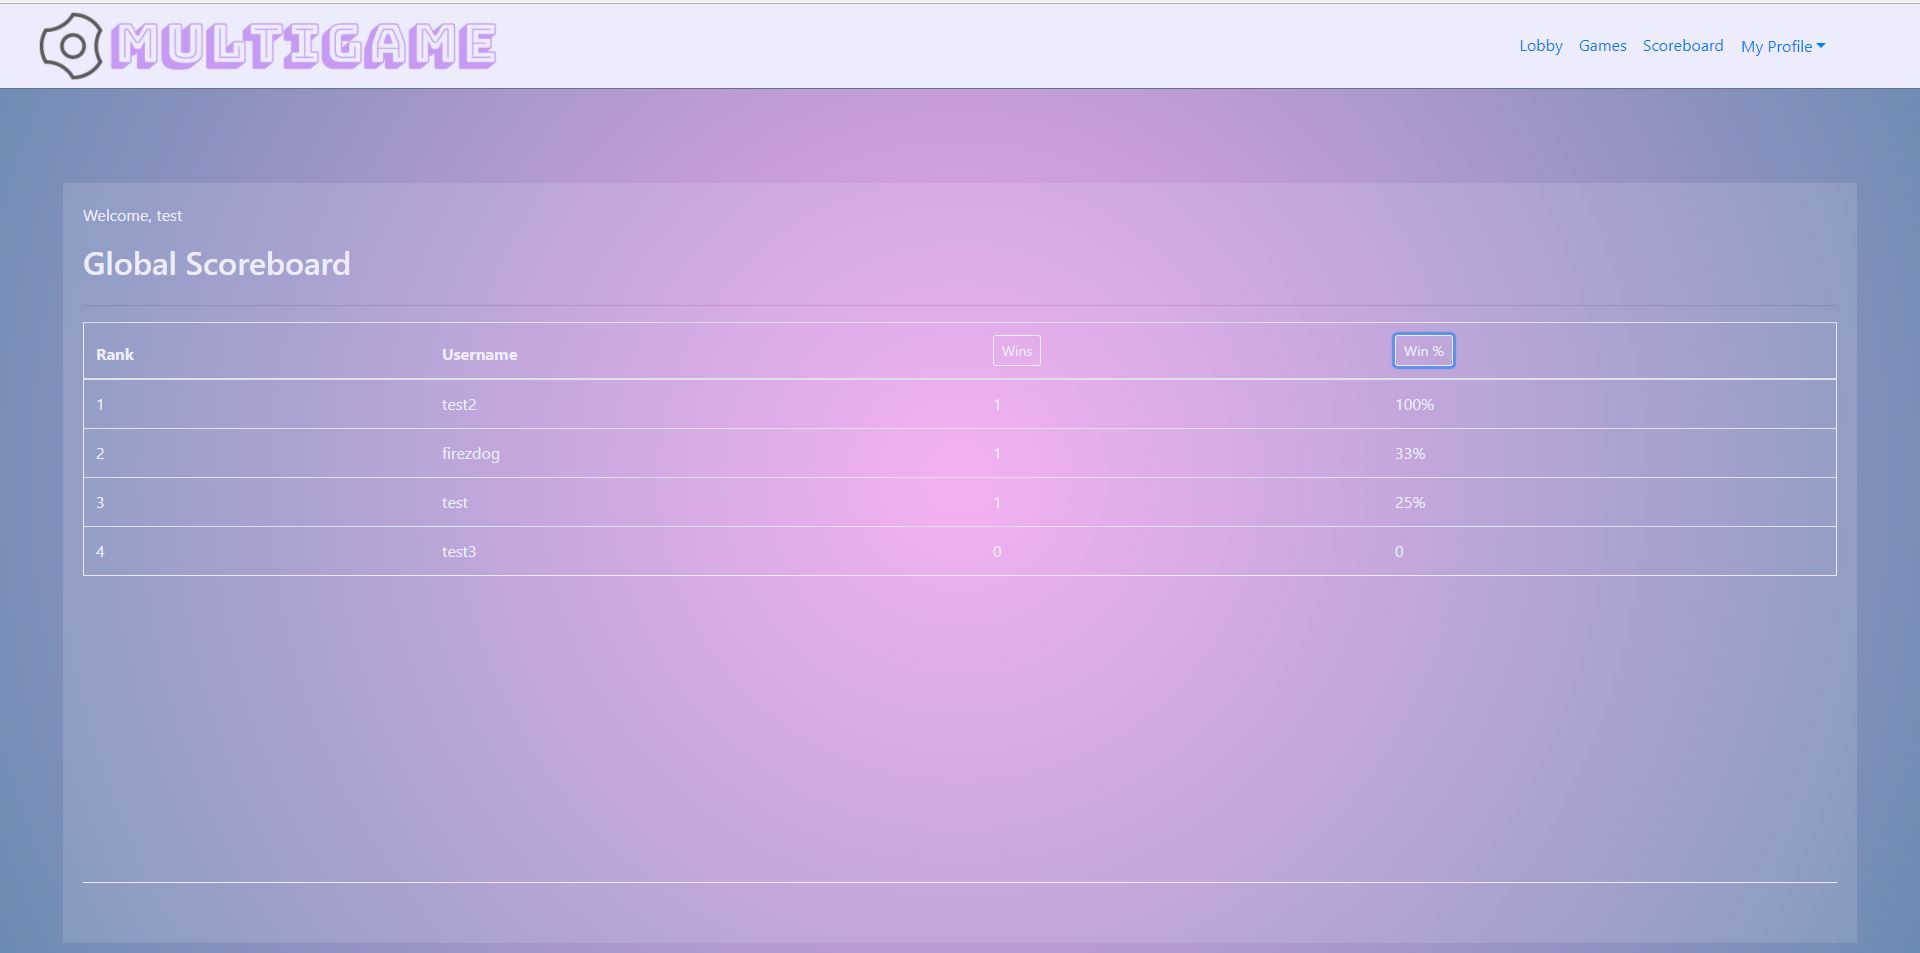 MULTIGAME
Lobby Games Scoreboard My Profile
Welcome, test
Global Scoreboard
Rank Username Wins Win %
1 test2 1 100%
2 firezdog 1 33%
3 test 1 25%
4 test3 0 0